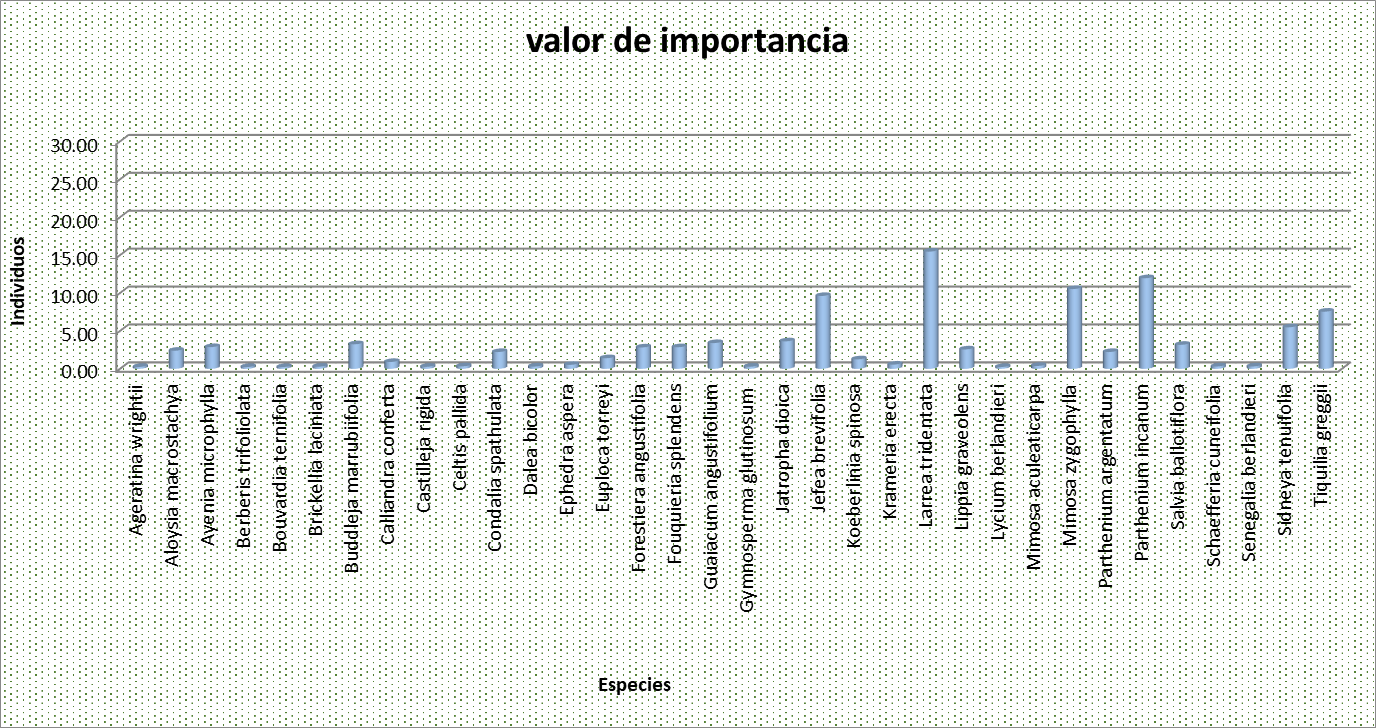 valor de importancia
30.00
25.00
20.00
15.00
10.00
5.00
0.00
Individuos
Ageratina wrightii
Aloysia macrostachya
Ayenia microphylla
Berberis trifoliolata
Bouvardia ternifolia
Brickellia laciniata
Buddleja marrubiifolia
Calliandra conferta
Castilleja rigida
Celtis pallida
Condalia spathulata
Dalea bicolor
Ephedra aspera
Euploca torreyi
Forestiera angustifolia
Fouquieria splendens
Guaiacum angustifolium
Gymnosperma glutinosum
Jatropha dioica
Jefea brevifolia
Koeberlinia spinosa
Krameria erecta
Larrea tridentata
Lippia graveolens
Lycium berlandieri
Mimosa aculeaticarpa
Mimosa zygophylla
Parthenium argentatum
Parthenium incanum
Salvia ballotiflora
Schaefferia cuneifolia
Senegalia berlandieri
Sidneya tenuifolia
Tiquilia greggii
Especies